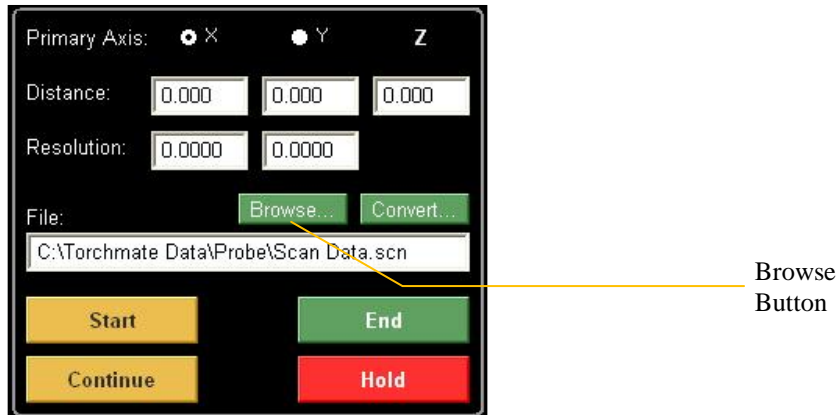 Primary Axis: X Y Z
Distance: 0.000 0.000 0.000
Resolution: 0.0000 0.0000
File: Browse... Convert...
C:\Torchmate Data\Probe\Scan Data.scn
Start End
Continue Hold
Browse
Button